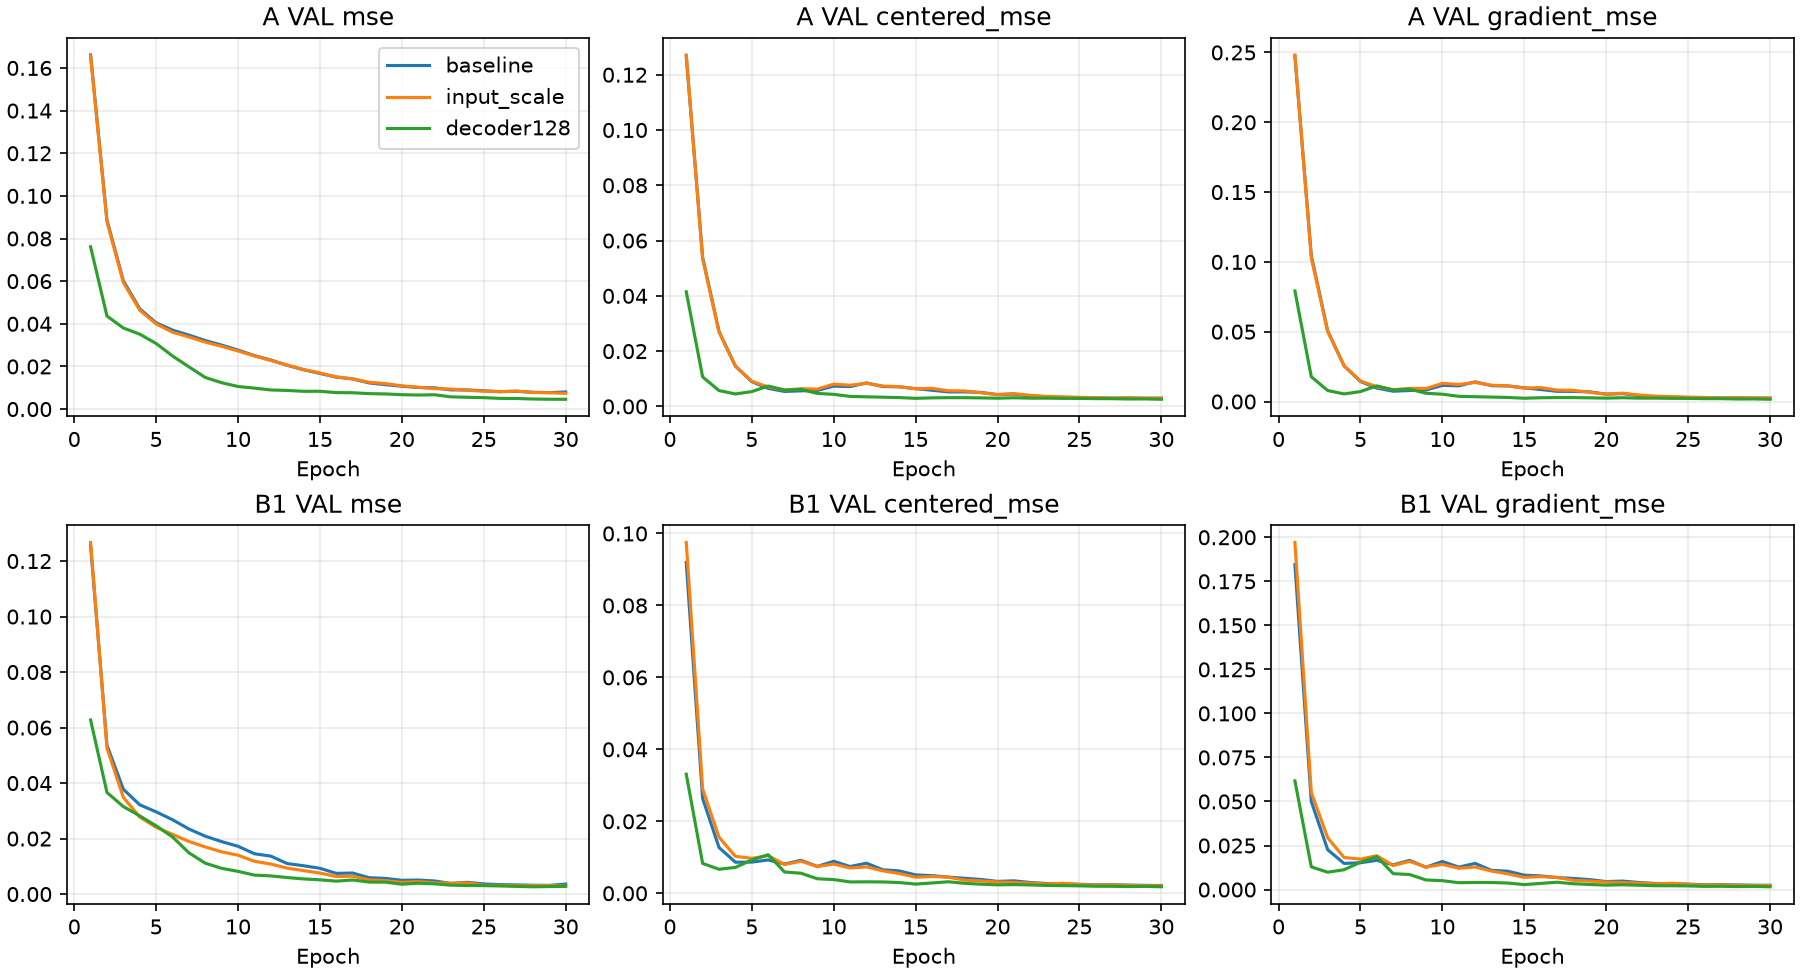 A VAL mse
0.16
0.14
0.12
0.10
0.08
0.06
0.04
0.02
0.00
baseline
input_scale
decoder128
0 5 10 15 20 25 30
Epoch
A VAL centered_mse
0.12
0.10
0.08
0.06
0.04
0.02
0.00
0 5 10 15 20 25 30
Epoch
A VAL gradient_mse
0.25
0.20
0.15
0.10
0.05
0.00
0 5 10 15 20 25 30
Epoch
B1 VAL mse
0.12
0.10
0.08
0.06
0.04
0.02
0.00
0 5 10 15 20 25 30
Epoch
B1 VAL centered_mse
0.10
0.08
0.06
0.04
0.02
0.00
0 5 10 15 20 25 30
Epoch
B1 VAL gradient_mse
0.200
0.175
0.150
0.125
0.100
0.075
0.050
0.025
0.000
0 5 10 15 20 25 30
Epoch